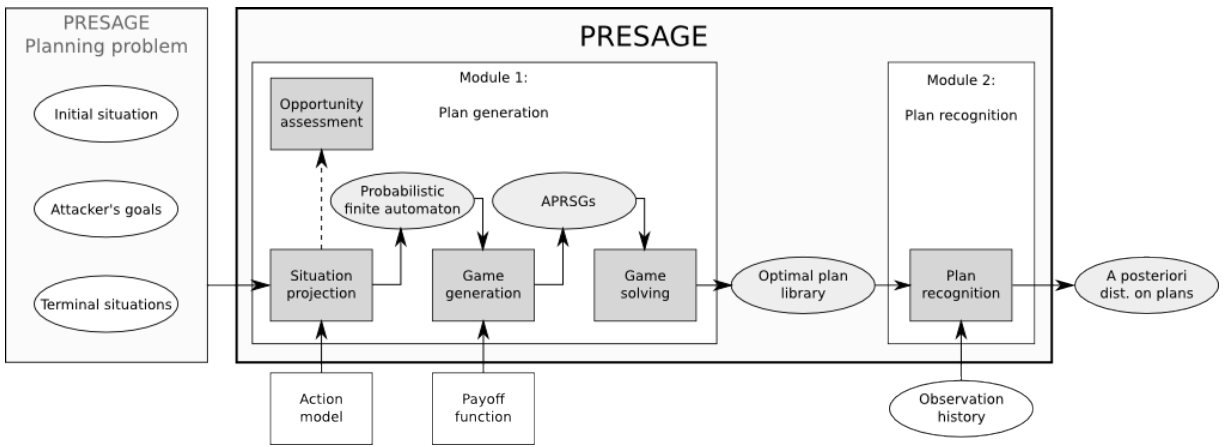 PRESAGE
Planning problem
Initial situation
Attacker's goals
Terminal situations
PRESAGE
Module 1:
Plan generation
Opportunity
assessment
Probabilistic
finite automaton
APRSGs
Situation
projection
Game
generation
Game
solving
Optimal plan
library
Module 2:
Plan recognition
Plan
recognition
A posteriori
dist. on plans
Action
model
Payoff
function
Observation
history